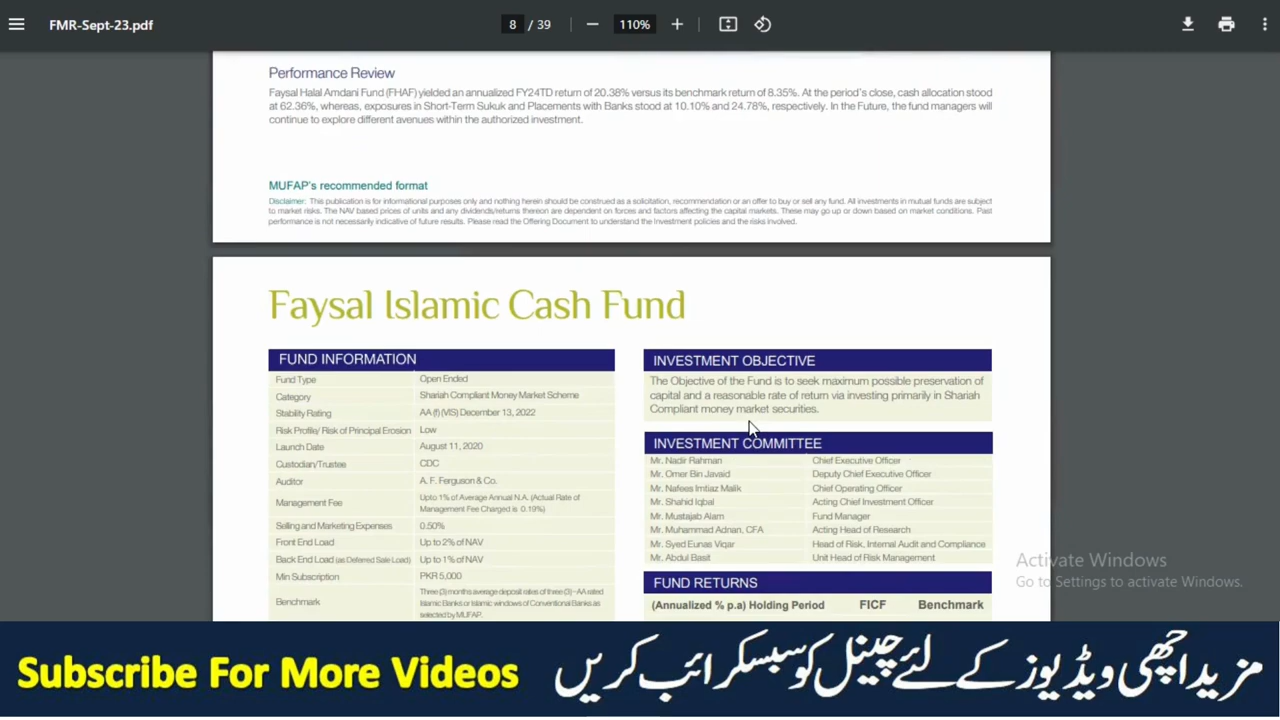 FMR-Sept-23.pdf
8 / 39
110%
Performance Review
Faysal Halal Amdani Fund (FHAF) yielded an annualized FY24TD return of 20.38% versus its benchmark return of 8.35%. At the period's close, cash allocation stood
at 62.36%, whereas, exposures in Short-Term Sukuk and Placements with Banks stood at 10.10% and 24.78%, respectively. In the Future, the fund managers will
continue to explore different avenues within the authorized investment.
MUFAP's recommended format
Disclaimer: This publication is for informational purposes only and nothing herein should be construed as a solicitation, recommendation or an offer to buy or sell any fund. All investments in mutual funds are subject
to market risks. The NAV based prices of units and any dividends/returns thereon are dependent on forces and factors affecting the capital markets. These may go up or down based on market conditions. Past
performance is not necessarily indicative of future results. Please read the Offering Document to understand the Investment policies and the risks involved.
Faysal Islamic Cash Fund
FUND INFORMATION
Fund Type Open Ended
Category Shariah Compliant Money Market Scheme
Stability Rating AA (f) (VIS) December 13, 2022
Risk Profile/ Risk of Principal Erosion Low
Launch Date August 11, 2020
Custodian/Trustee CDC
Auditor A. F. Ferguson & Co.
Management Fee Upto 1% of Average Annual N.A. (Actual Rate of
Management Fee Charged is 0.19%)
Selling and Marketing Expenses 0.50%
Front End Load Up to 2% of NAV
Back End Load (as Deferred Sale Load) Up to 1% of NAV
Min Subscription PKR 5,000
Benchmark Three (3) months average deposit rates of three (3) - AA rated
Islamic Banks or Islamic windows of Conventional Banks as
selected by MUFAP.
INVESTMENT OBJECTIVE
The Objective of the Fund is to seek maximum possible preservation of
capital and a reasonable rate of return via investing primarily in Shariah
Compliant money market securities.
INVESTMENT COMMITTEE
Mr. Nadir Rahman Chief Executive Officer
Mr. Omer Bin Javaid Deputy Chief Executive Officer
Mr. Nafees Imtiaz Malik Chief Operating Officer
Mr. Shahid Iqbal Acting Chief Investment Officer
Mr. Mustajab Alam Fund Manager
Mr. Muhammad Adnan, CFA Acting Head of Research
Mr. Syed Eunas Viqar Head of Risk, Internal Audit and Compliance
Mr. Abdul Basit Unit Head of Risk Management
FUND RETURNS
(Annualized % p.a) Holding Period FICF Benchmark
Activate Windows
Go to Settings to activate Windows.
Subscribe For More Videos
مزید اچھی ویڈیوز کے لئے چینل کو سبسکرائب کریں